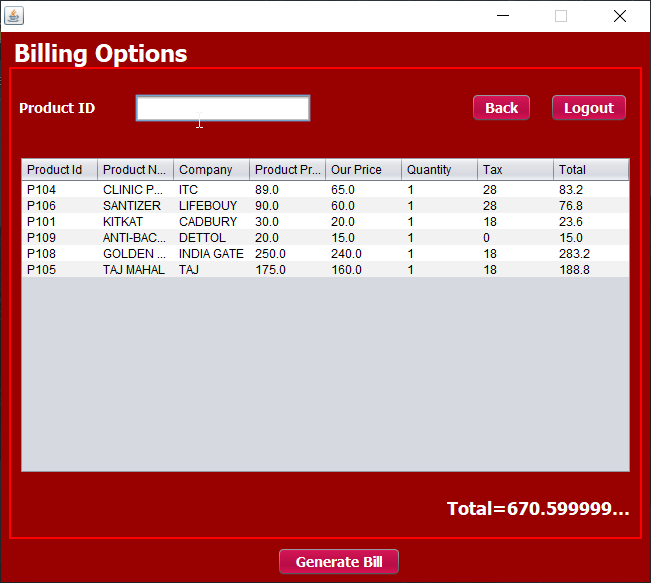 Billing Options
Product ID Back Logout
Product Id Product N... Company Product Pr... Our Price Quantity Tax Total
P104 CLINIC P... ITC 89.0 65.0 1 28 83.2
P106 SANTIZER LIFEBOUY 90.0 60.0 1 28 76.8
P101 KITKAT CADBURY 30.0 20.0 1 18 23.6
P109 ANTI-BAC... DETTOL 20.0 15.0 1 0 15.0
P108 GOLDEN ... INDIA GATE 250.0 240.0 1 18 283.2
P105 TAJ MAHAL TAJ 175.0 160.0 1 18 188.8
Total=670.599999...
Generate Bill